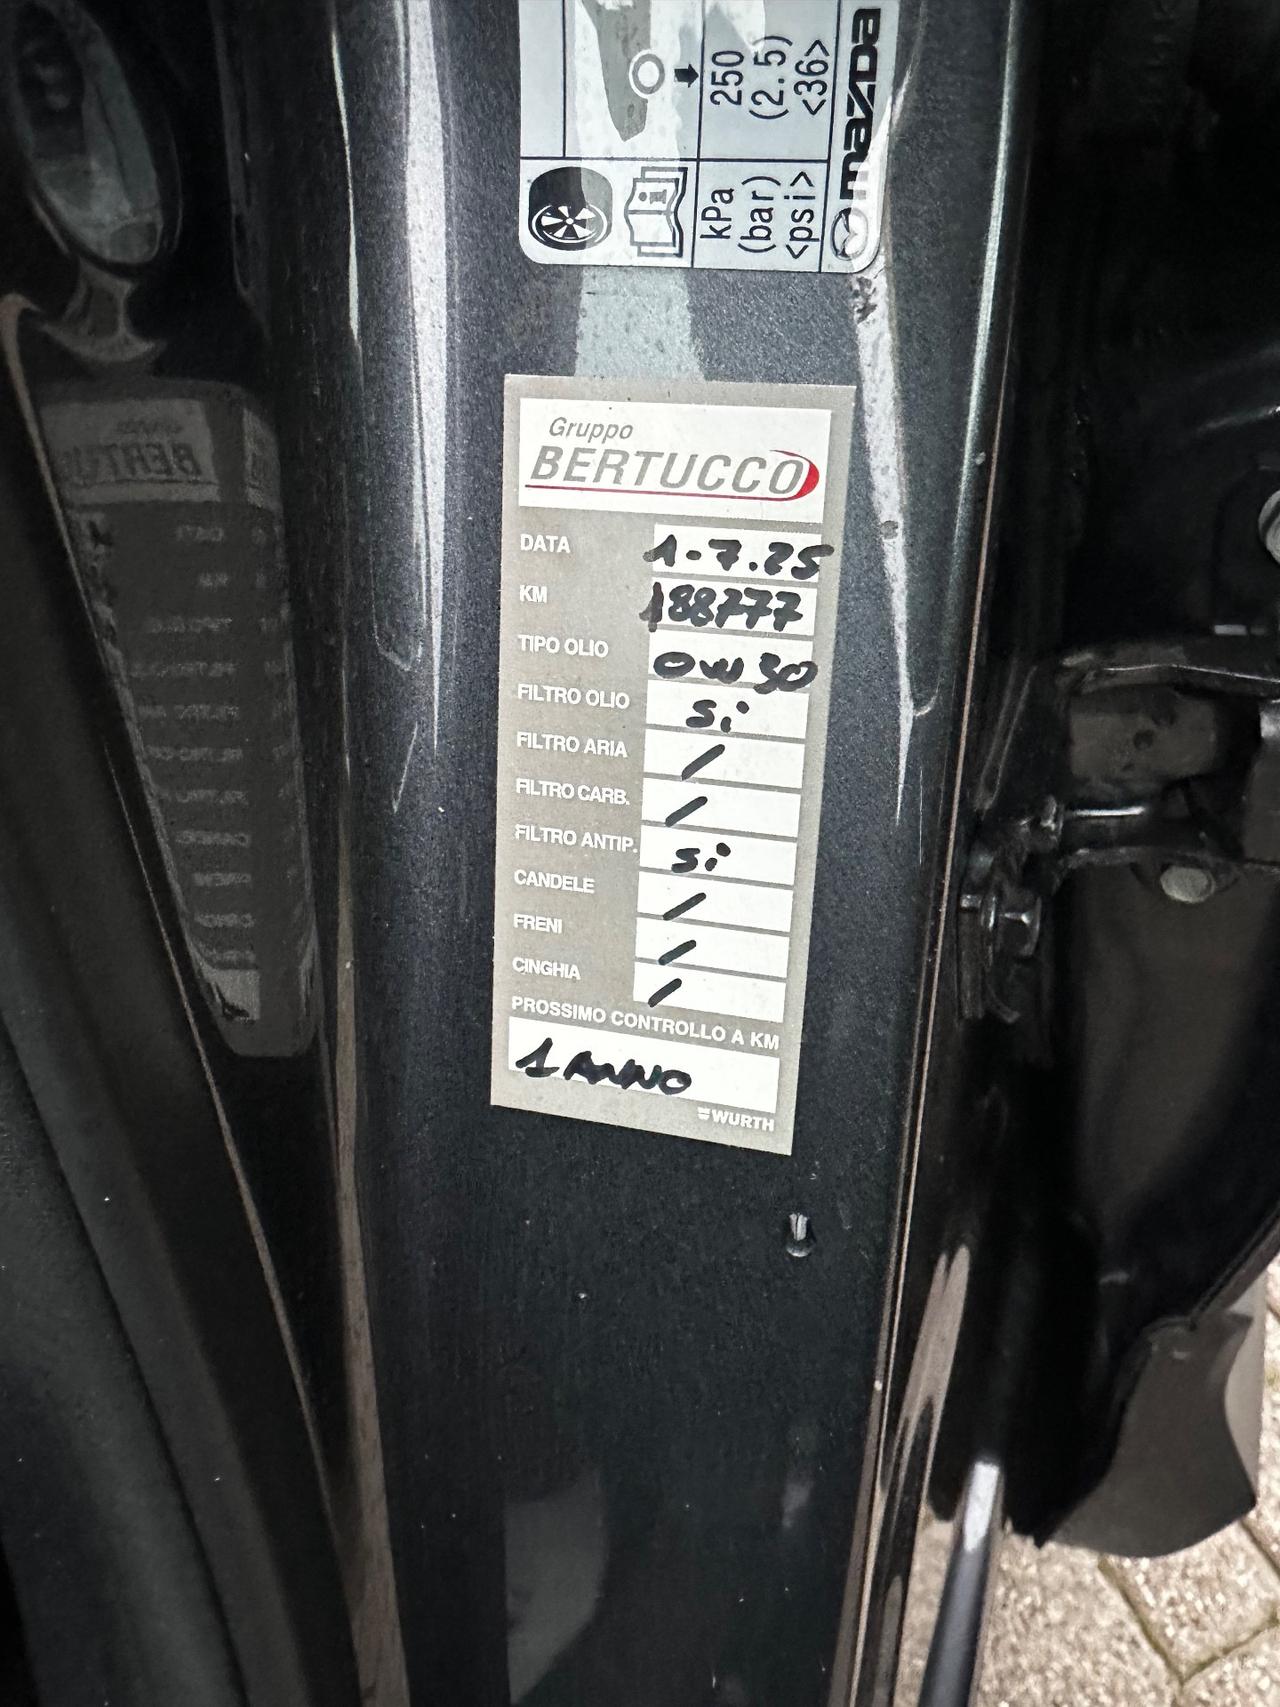 250
(2.5)
<36>
kPa
(bar)
<psi>
mazda
Gruppo
BERTUCCO
DATA 1-7.25
KM 188777
TIPO OLIO 0W30
FILTRO OLIO Si
FILTRO ARIA /
FILTRO CARB. /
FILTRO ANTIP. Si
CANDELE /
FRENI /
CINGHIA /
PROSSIMO CONTROLLO A KM
1 ANNO
WURTH